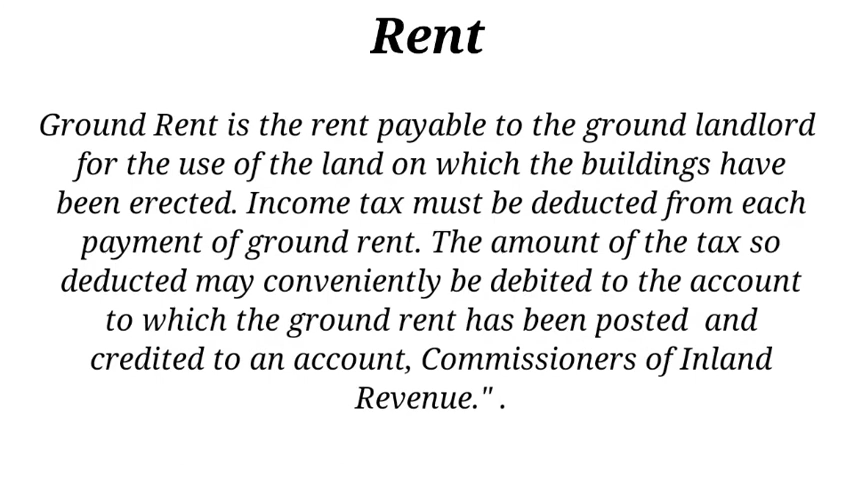 Rent
Ground Rent is the rent payable to the ground landlord
for the use of the land on which the buildings have
been erected. Income tax must be deducted from each
payment of ground rent. The amount of the tax so
deducted may conveniently be debited to the account
to which the ground rent has been posted  and
credited to an account, Commissioners of Inland
Revenue." .